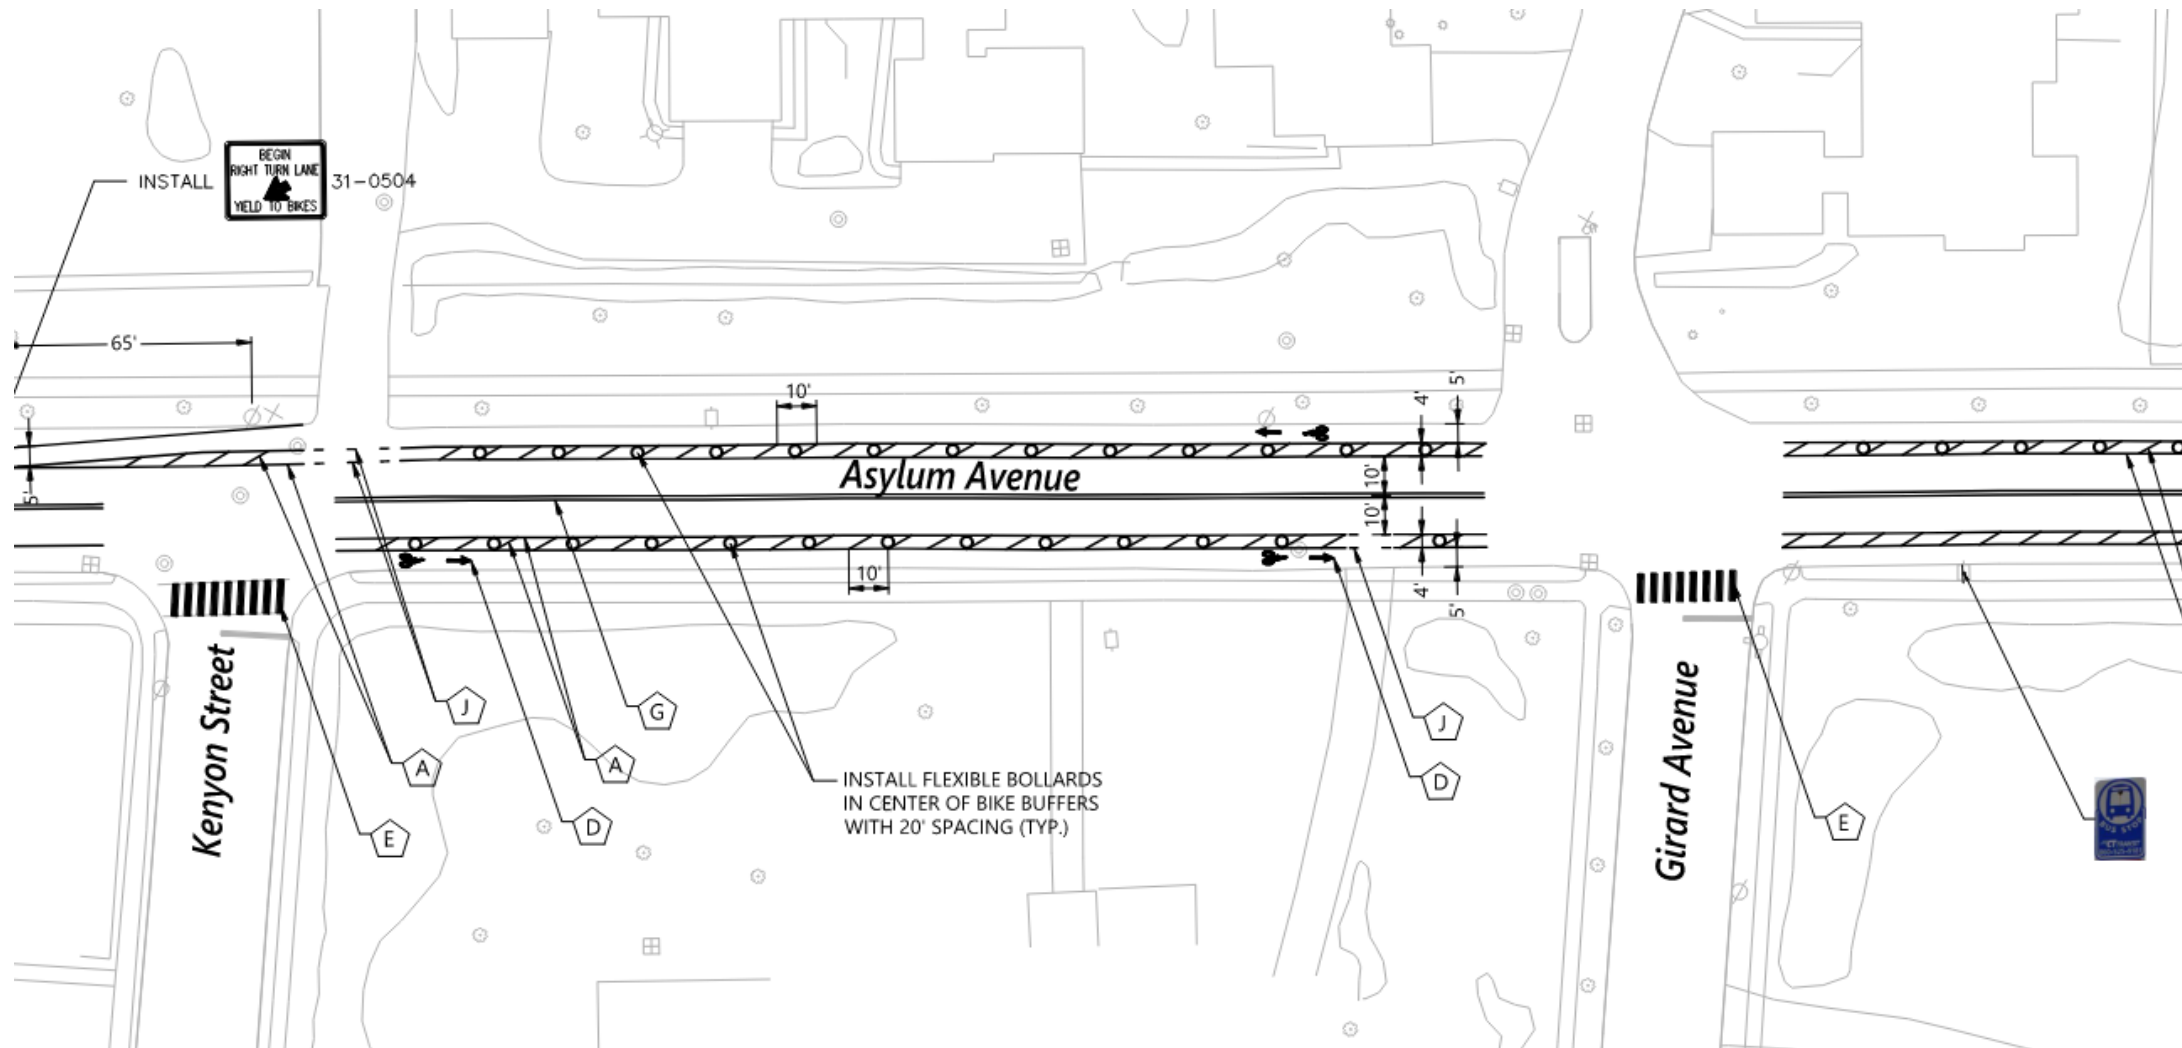 BEGIN
RIGHT TURN LANE
YIELD TO BIKES
INSTALL
31-0504
65'
10'
5'
4'
5'
Asylum Avenue
10'
10'
10'
4'
5'
Kenyon Street
Girard Avenue
J
G
J
A
A
D
E
D
E
INSTALL FLEXIBLE BOLLARDS
IN CENTER OF BIKE BUFFERS
WITH 20' SPACING (TYP.)
BUS STOP